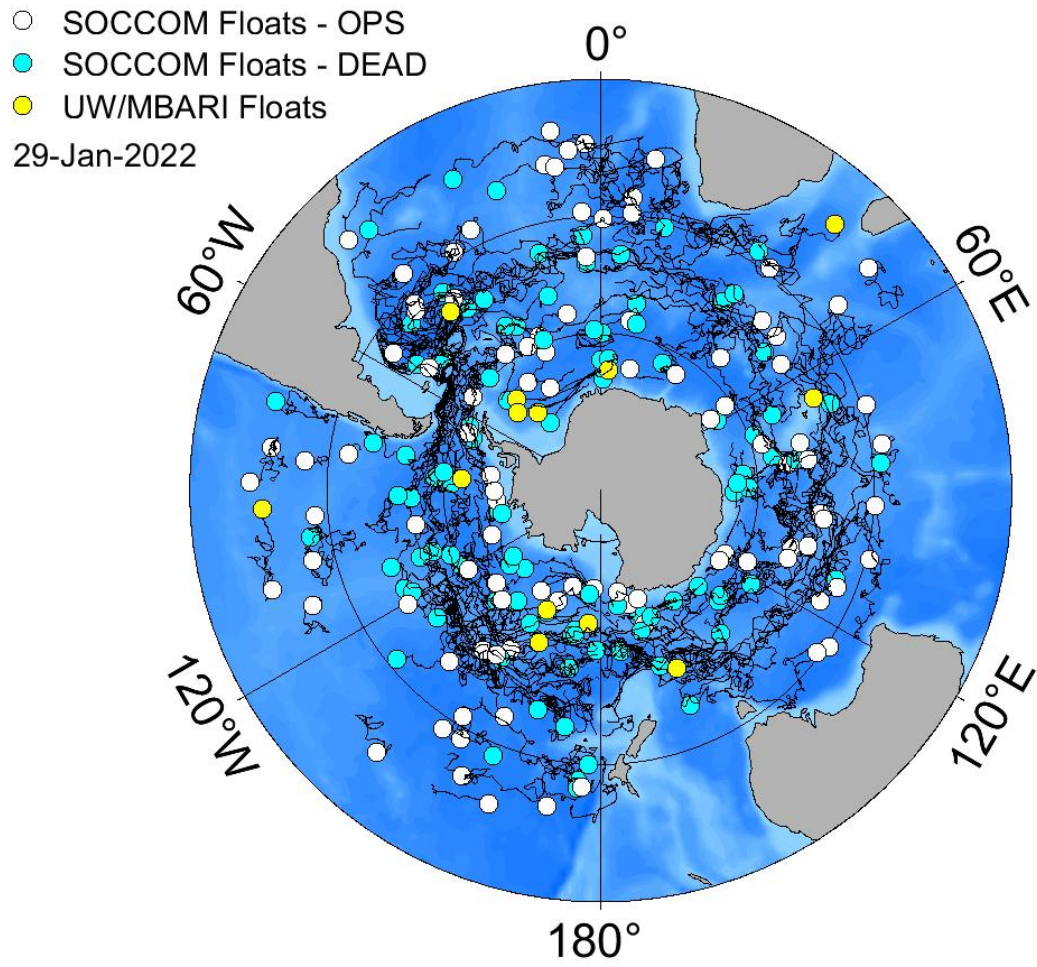 SOCCOM Floats - OPS
SOCCOM Floats - DEAD
UW/MBARI Floats
29-Jan-2022
0°
60°W
60°E
120°W
120°E
180°